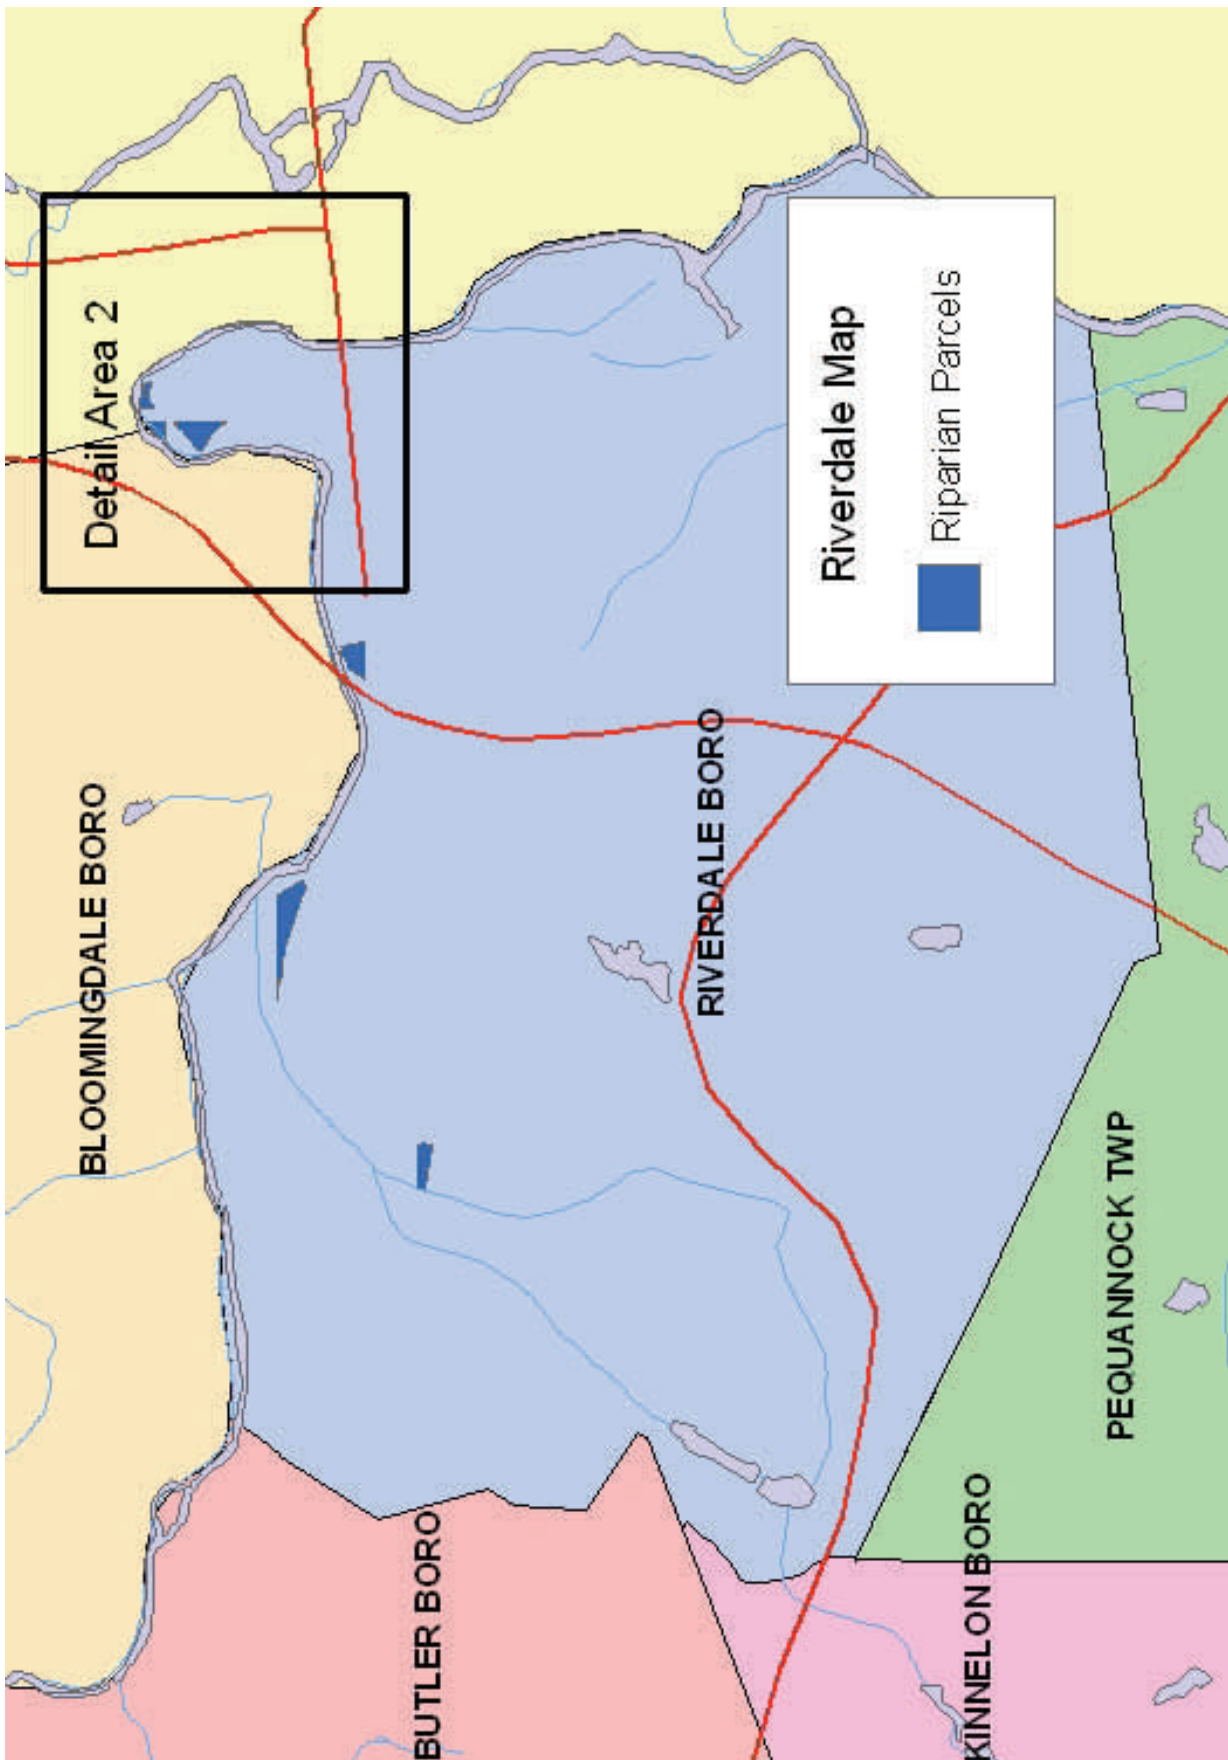 BLOOMINGDALE BORO
Detail Area 2
BUTLER BORO
RIVERDALE BORO
Riverdale Map
Riparian Parcels
KINNELON BORO
PEQUANNOCK TWP